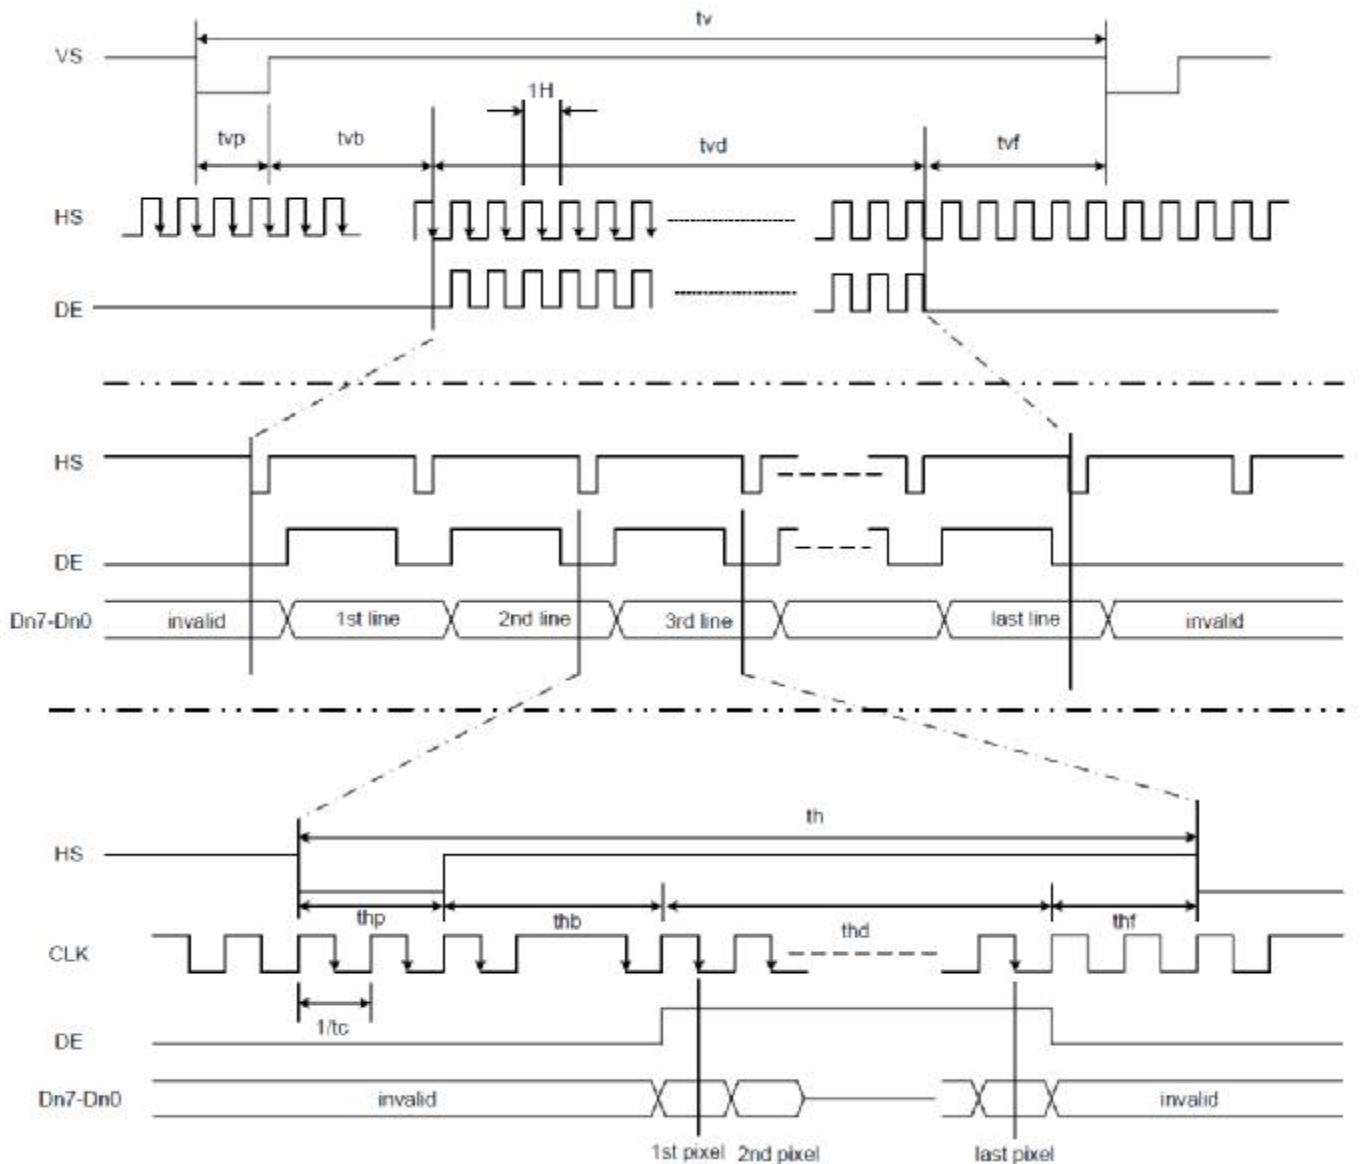 tv
VS
1H
tvp
tvb
tvd
tvf
HS
DE
HS
DE
Dn7-Dn0 invalid 1st line 2nd line 3rd line last line invalid
th
HS
thp thb thd thf
CLK
1/tc
DE
Dn7-Dn0 invalid invalid
1st pixel 2nd pixel last pixel